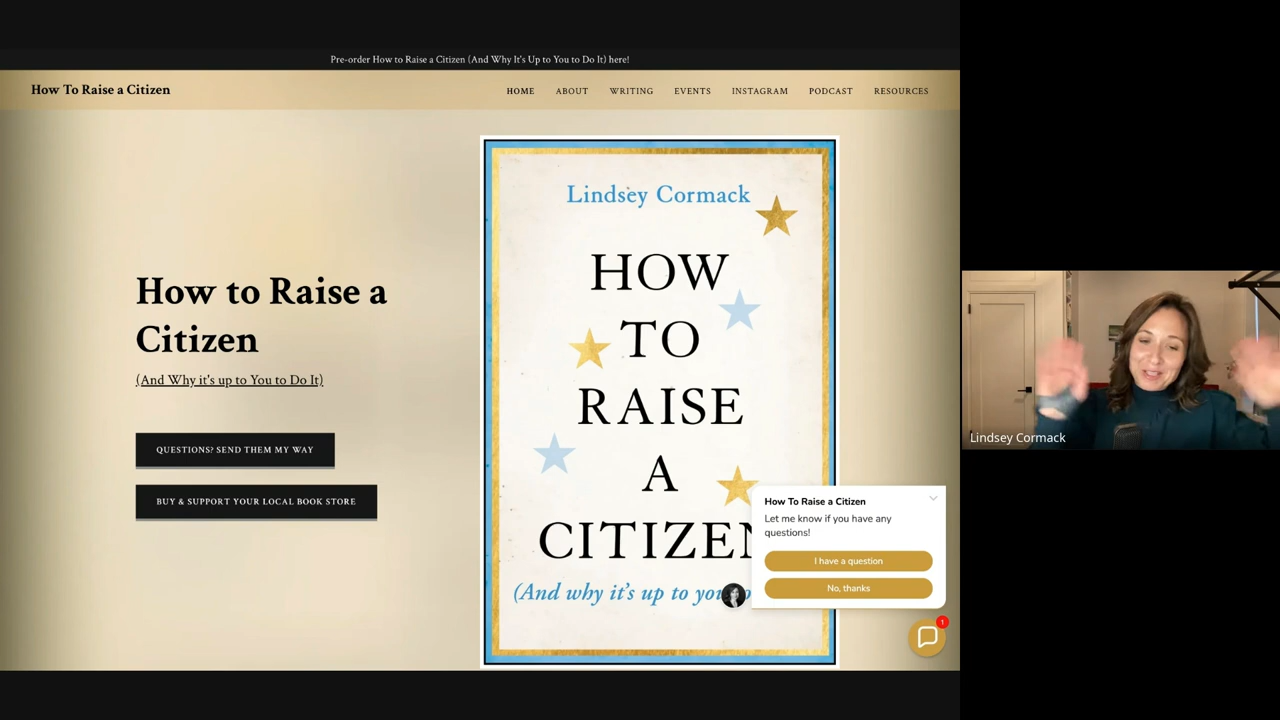 Pre-order How to Raise a Citizen (And Why It's Up to You to Do It) here!
How To Raise a Citizen
HOME
ABOUT
WRITING
EVENTS
INSTAGRAM
PODCAST
RESOURCES
How to Raise a
Citizen
(And Why it's up to You to Do It)
QUESTIONS? SEND THEM MY WAY
BUY & SUPPORT YOUR LOCAL BOOK STORE
Lindsey Cormack
HOW
TO
RAISE
A
CITIZEN
(And why it's up to you
How To Raise a Citizen
Let me know if you have any
questions!
I have a question
No, thanks
1
Lindsey Cormack